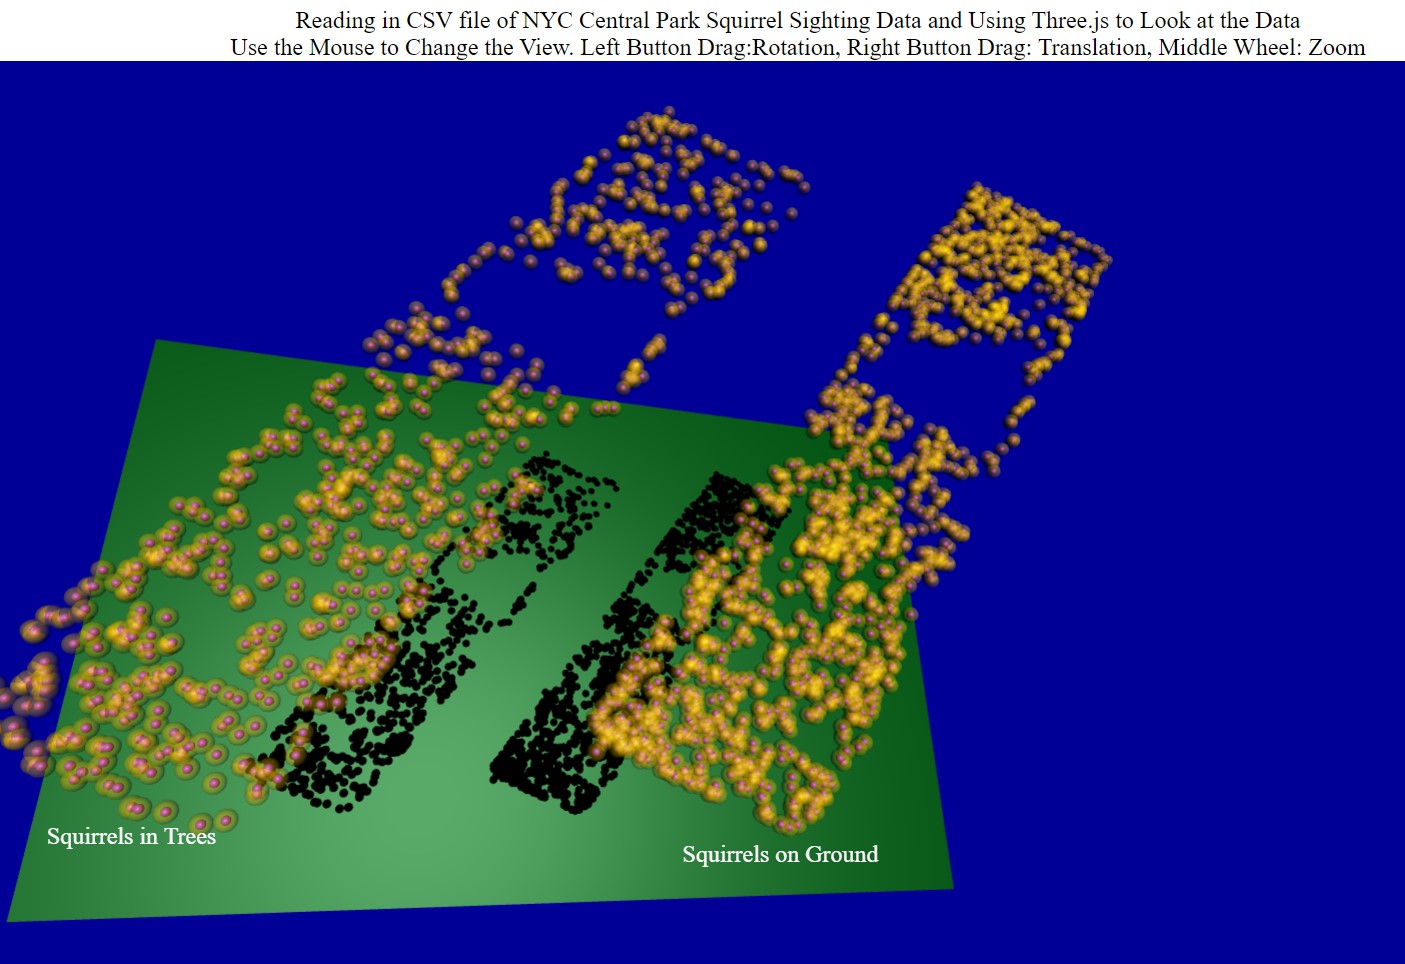 Reading in CSV file of NYC Central Park Squirrel Sighting Data and Using Three.js to Look at the Data
Use the Mouse to Change the View. Left Button Drag:Rotation, Right Button Drag: Translation, Middle Wheel: Zoom
Squirrels in Trees
Squirrels on Ground